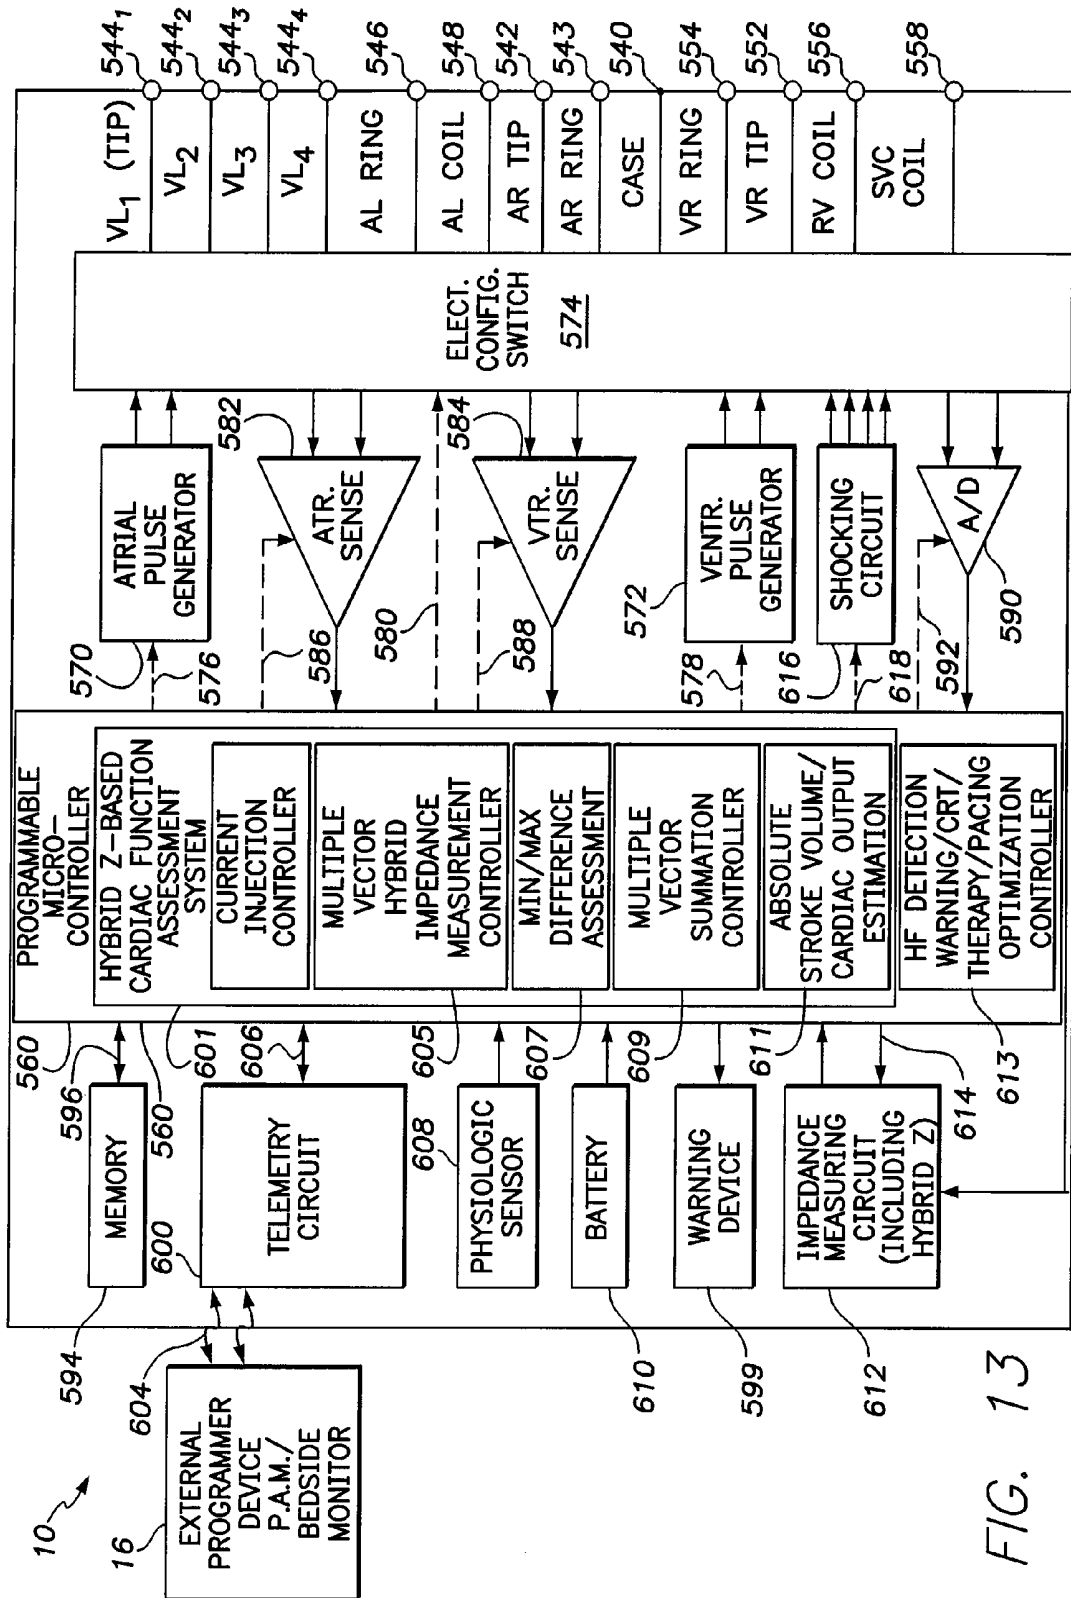 10
16
EXTERNAL
PROGRAMMER
DEVICE
P.A.M./
BEDSIDE
MONITOR
604
594
MEMORY
596
560
600
TELEMETRY
CIRCUIT
606
601
560
608
PHYSIOLOGIC
SENSOR
605
610
BATTERY
607
599
WARNING
DEVICE
609
612
IMPEDANCE
MEASURING
CIRCUIT
(INCLUDING
HYBRID Z)
611
614
613
PROGRAMMABLE
MICRO-
CONTROLLER
HYBRID Z-BASED
CARDIAC FUNCTION
ASSESSMENT
SYSTEM
CURRENT
INJECTION
CONTROLLER
MULTIPLE
VECTOR
HYBRID
IMPEDANCE
MEASUREMENT
CONTROLLER
MIN/MAX
DIFFERENCE
ASSESSMENT
MULTIPLE
VECTOR
SUMMATION
CONTROLLER
ABSOLUTE
STROKE VOLUME/
CARDIAC OUTPUT
ESTIMATION
HF DETECTION
WARNING/CRT/
THERAPY/PACING
OPTIMIZATION
CONTROLLER
570
576
ATRIAL
PULSE
GENERATOR
586
582
ATR.
SENSE
580
588
584
VTR.
SENSE
572
578
VENTR.
PULSE
GENERATOR
616
618
SHOCKING
CIRCUIT
592
592
A/D
590
ELECT.
CONFIG.
SWITCH
574
VL1 (TIP)
544₁
VL2
544₂
VL3
544₃
VL4
544₄
AL RING
546
AL COIL
548
AR TIP
542
AR RING
543
CASE
540
VR RING
554
VR TIP
552
RV COIL
556
SVC
COIL
558
FIG. 13